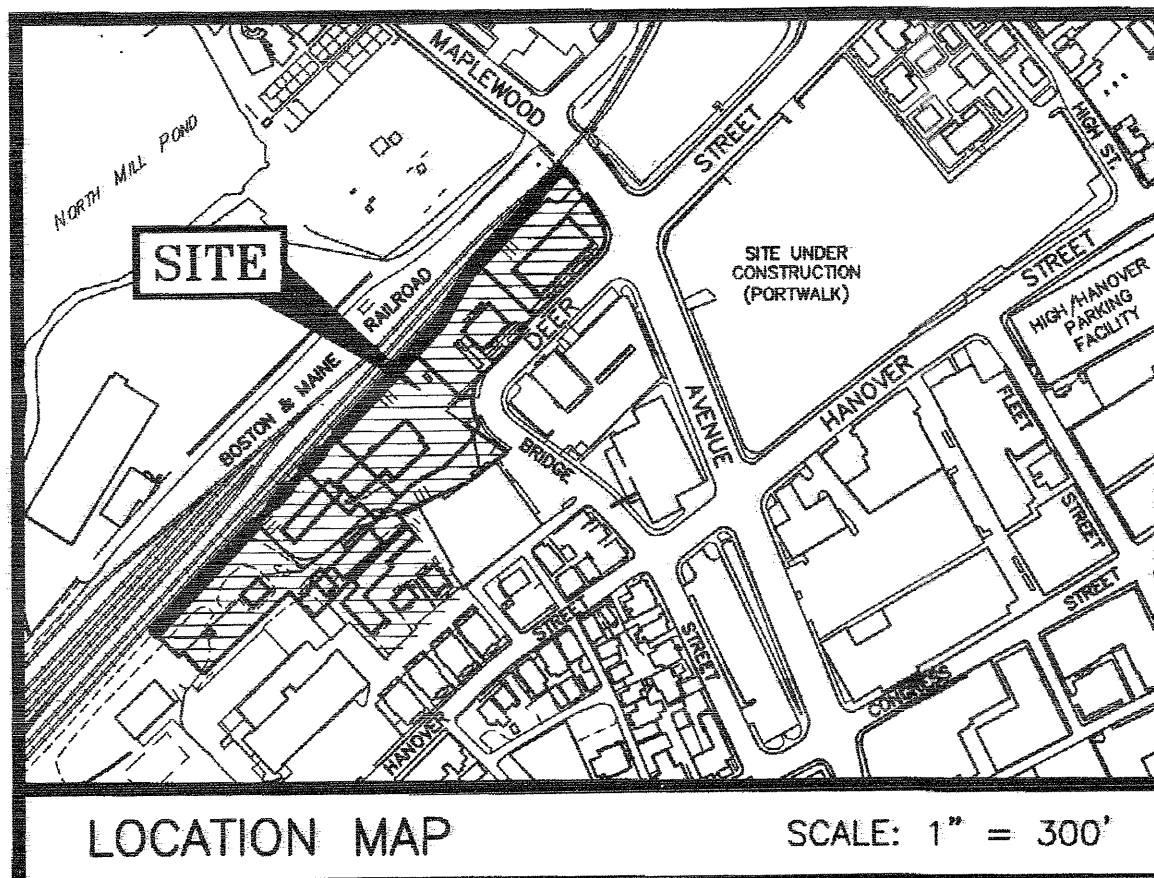 MAPLEWOOD
STREET
HIGH ST.
NORTH MILL POND
SITE
SITE UNDER
CONSTRUCTION
(PORTWALK)
STREET
HIGH/HANOVER
PARKING
FACILITY
RAILROAD
DEER
BOSTON & MAINE
HANOVER
AVENUE
FLEET
BRIDGE
STREET
STREET
STREET
STREET
CONGRESS
HANOVER
LOCATION MAP
SCALE: 1" = 300'